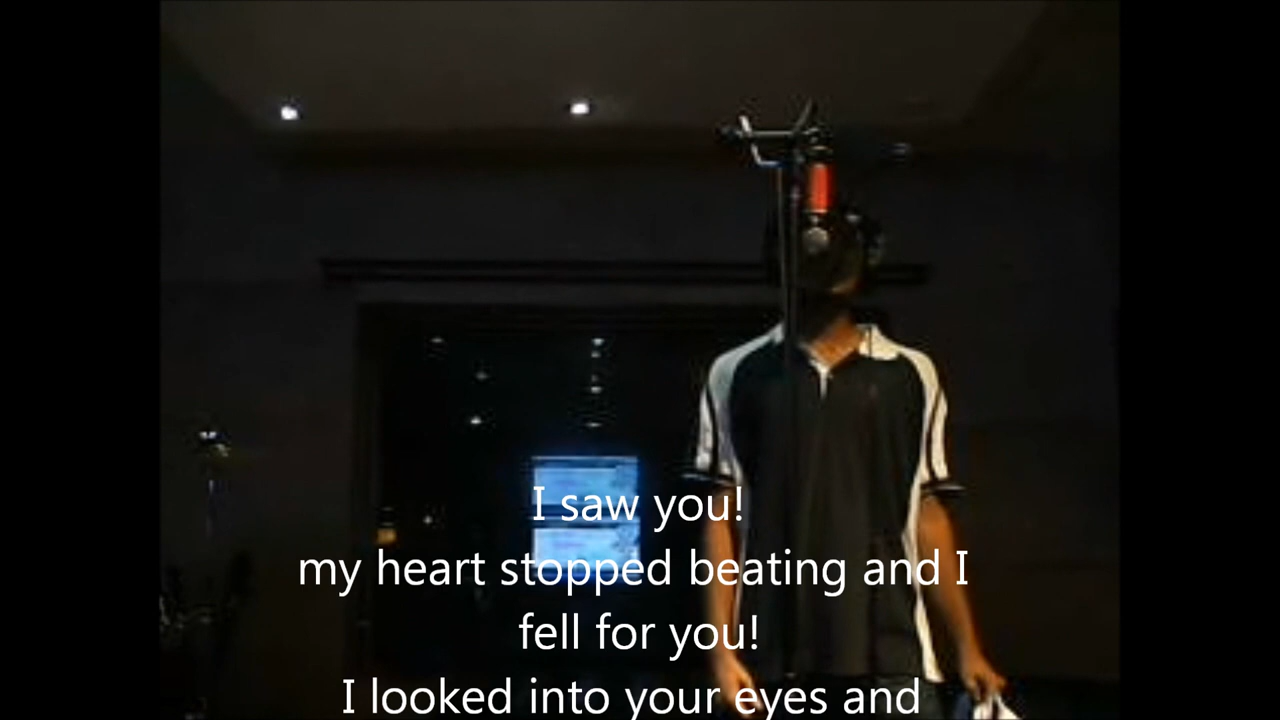 I saw you!
my heart stopped beating and I
fell for you!
I looked into your eyes and